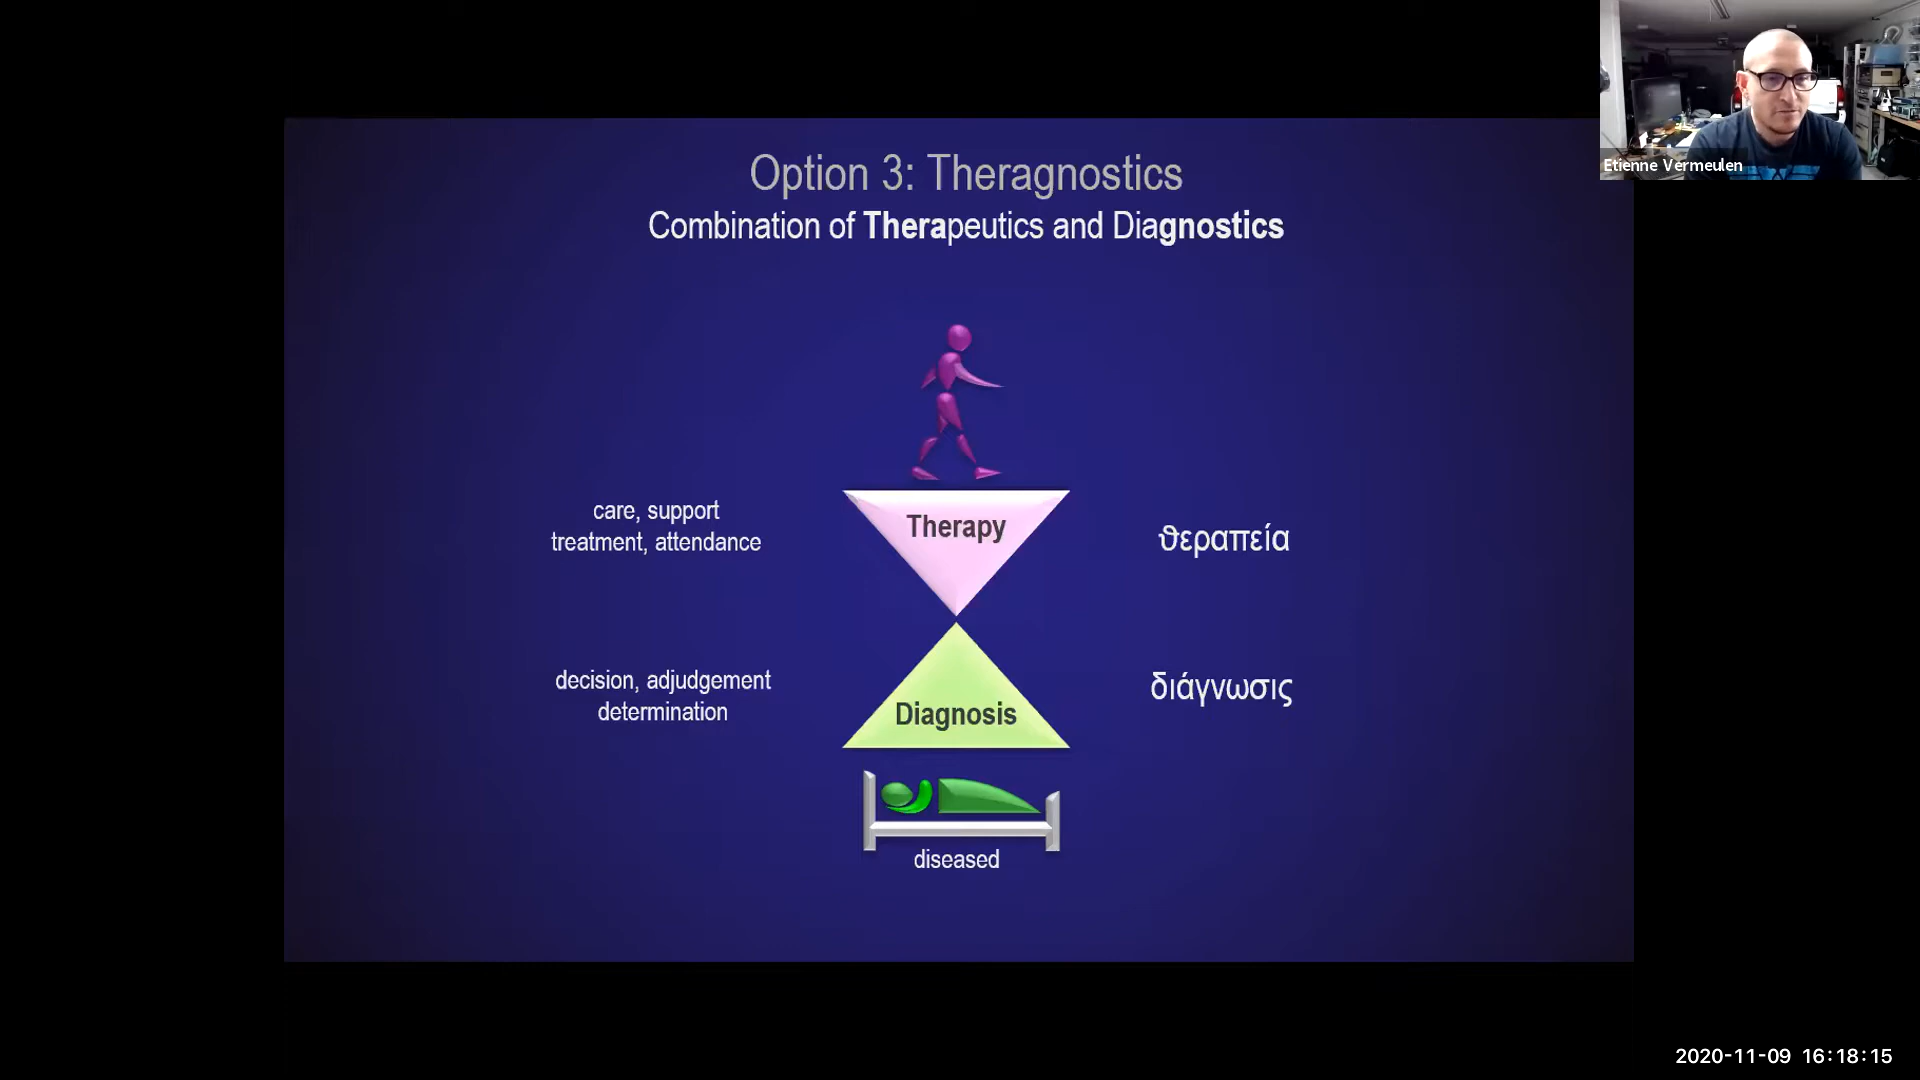 Option 3: Theragnostics
Combination of Therapeutics and Diagnostics
care, support
treatment, attendance
Therapy
ϑεραπεία
decision, adjudgement
determination
Diagnosis
διάγνωσις
diseased
Etienne Vermeulen
2020-11-09 16:18:15